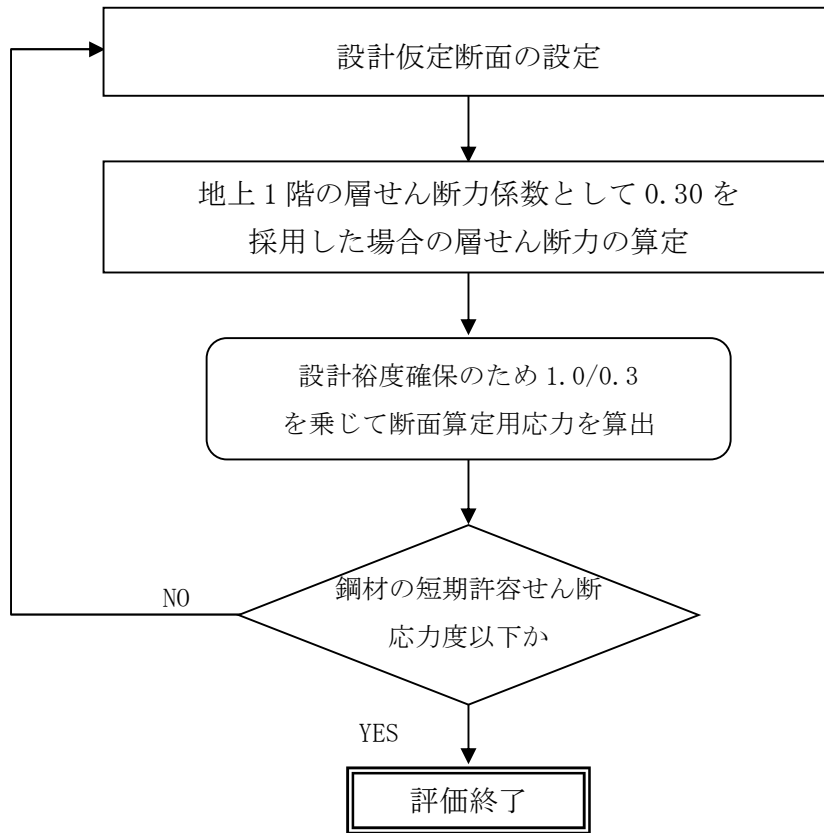 設計仮定断面の設定
地上1階の層せん断力係数として0.30を
採用した場合の層せん断力の算定
設計裕度確保のため1.0/0.3
を乗じて断面算定用応力を算出
鋼材の短期許容せん断
応力度以下か
NO
YES
評価終了